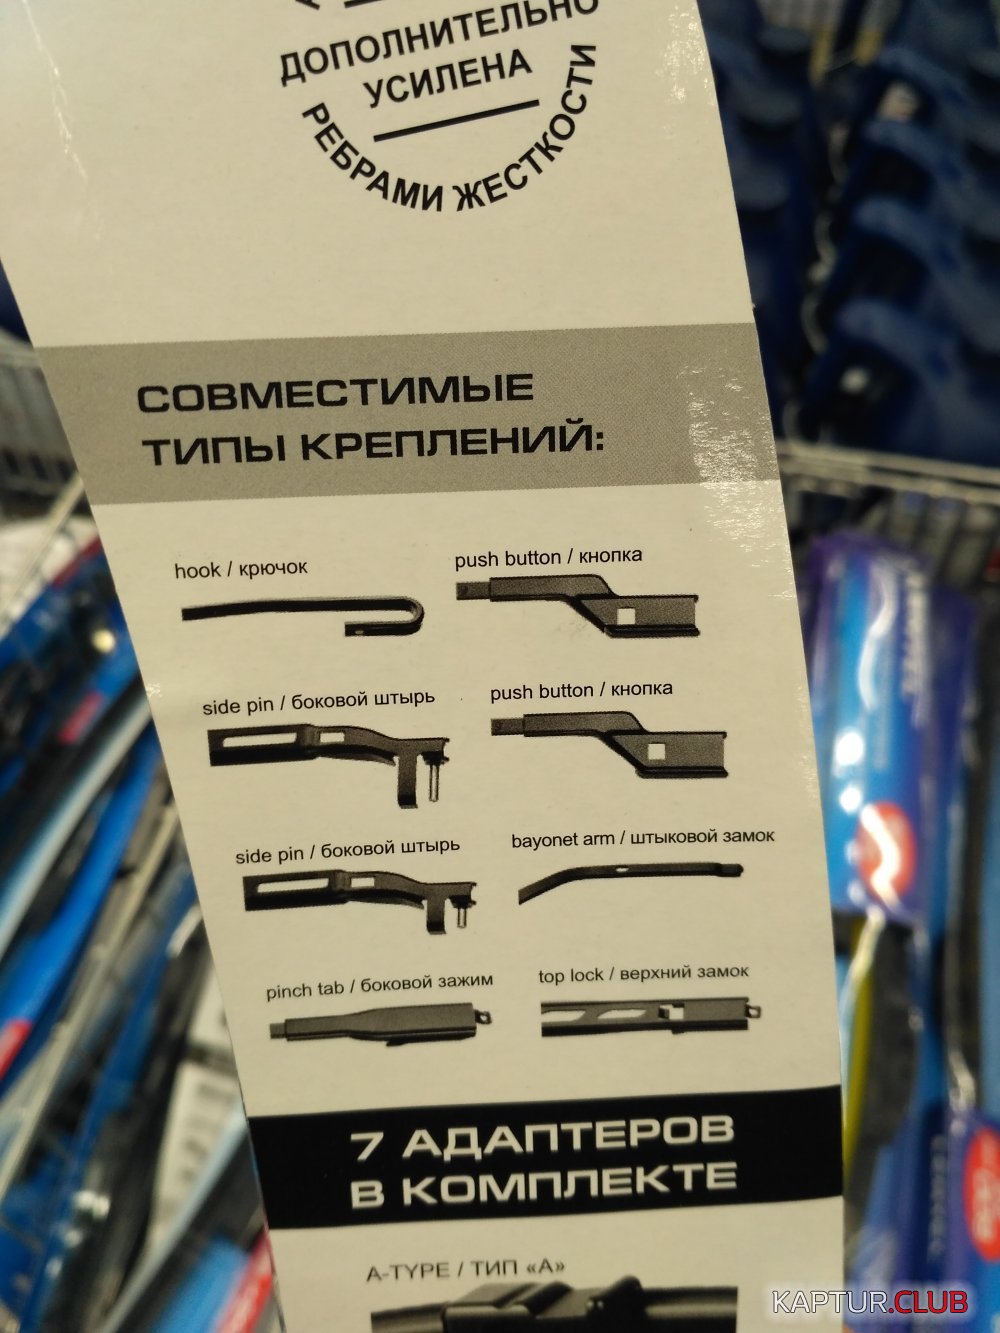 ДОПОЛНИТЕЛЬНО
УСИЛЕНА
РЕБРАМИ ЖЕСТКОСТИ
СОВМЕСТИМЫЕ
ТИПЫ КРЕПЛЕНИЙ:
hook / крючок
push button / кнопка
side pin / боковой штырь
push button / кнопка
side pin / боковой штырь
bayonet arm / штыковой замок
pinch tab / боковой зажим
top lock / верхний замок
7 АДАПТЕРОВ
В КОМПЛЕКТЕ
A-TYPE / ТИП «А»
KAPTUR.CLUB